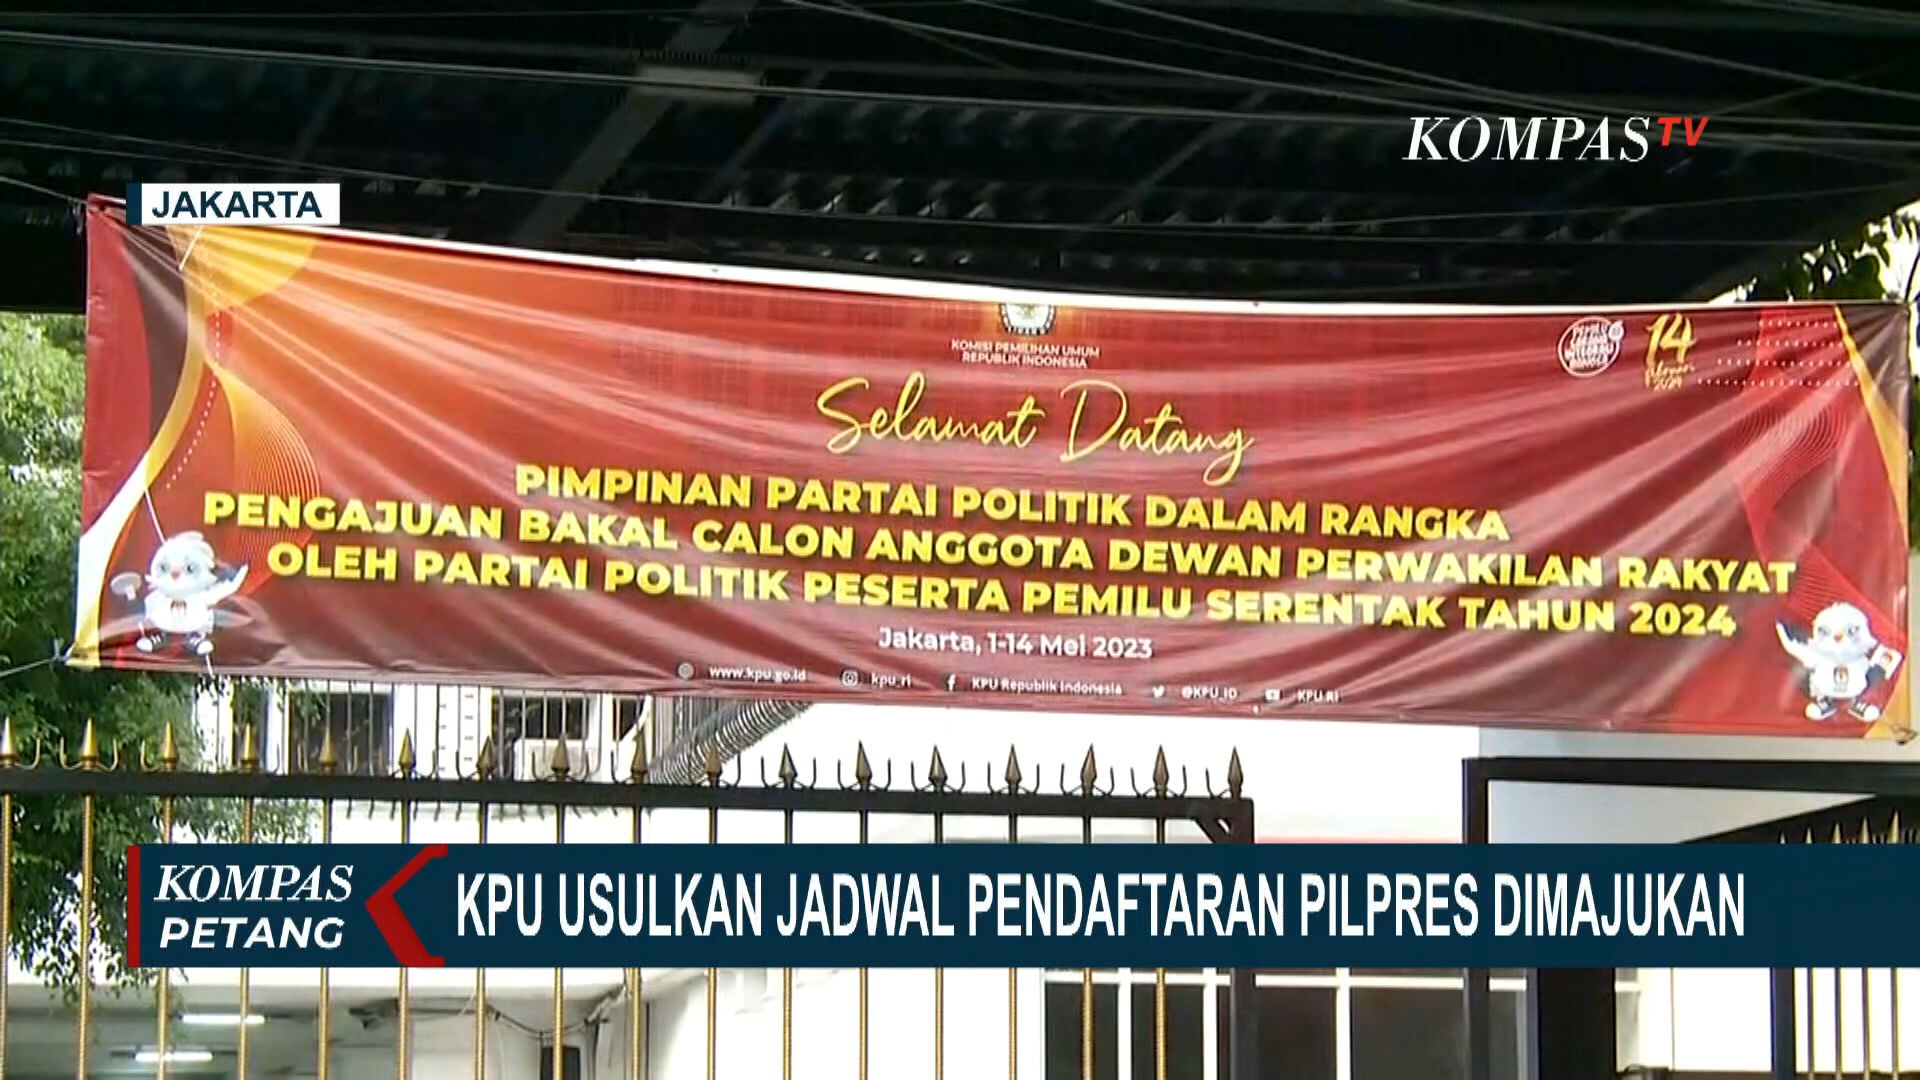 KOMPAS TV
JAKARTA
KOMISI PEMILIHAN UMUM
REPUBLIK INDONESIA
14
Februari
2024
Selamat Datang
PIMPINAN PARTAI POLITIK DALAM RANGKA
PENGAJUAN BAKAL CALON ANGGOTA DEWAN PERWAKILAN RAKYAT
OLEH PARTAI POLITIK PESERTA PEMILU SERENTAK TAHUN 2024
Jakarta, 1-14 Mei 2023
www.kpu.go.id kpu_ri KPU Republik Indonesia @KPU_ID KPU RI
KOMPAS
PETANG
KPU USULKAN JADWAL PENDAFTARAN PILPRES DIMAJUKAN